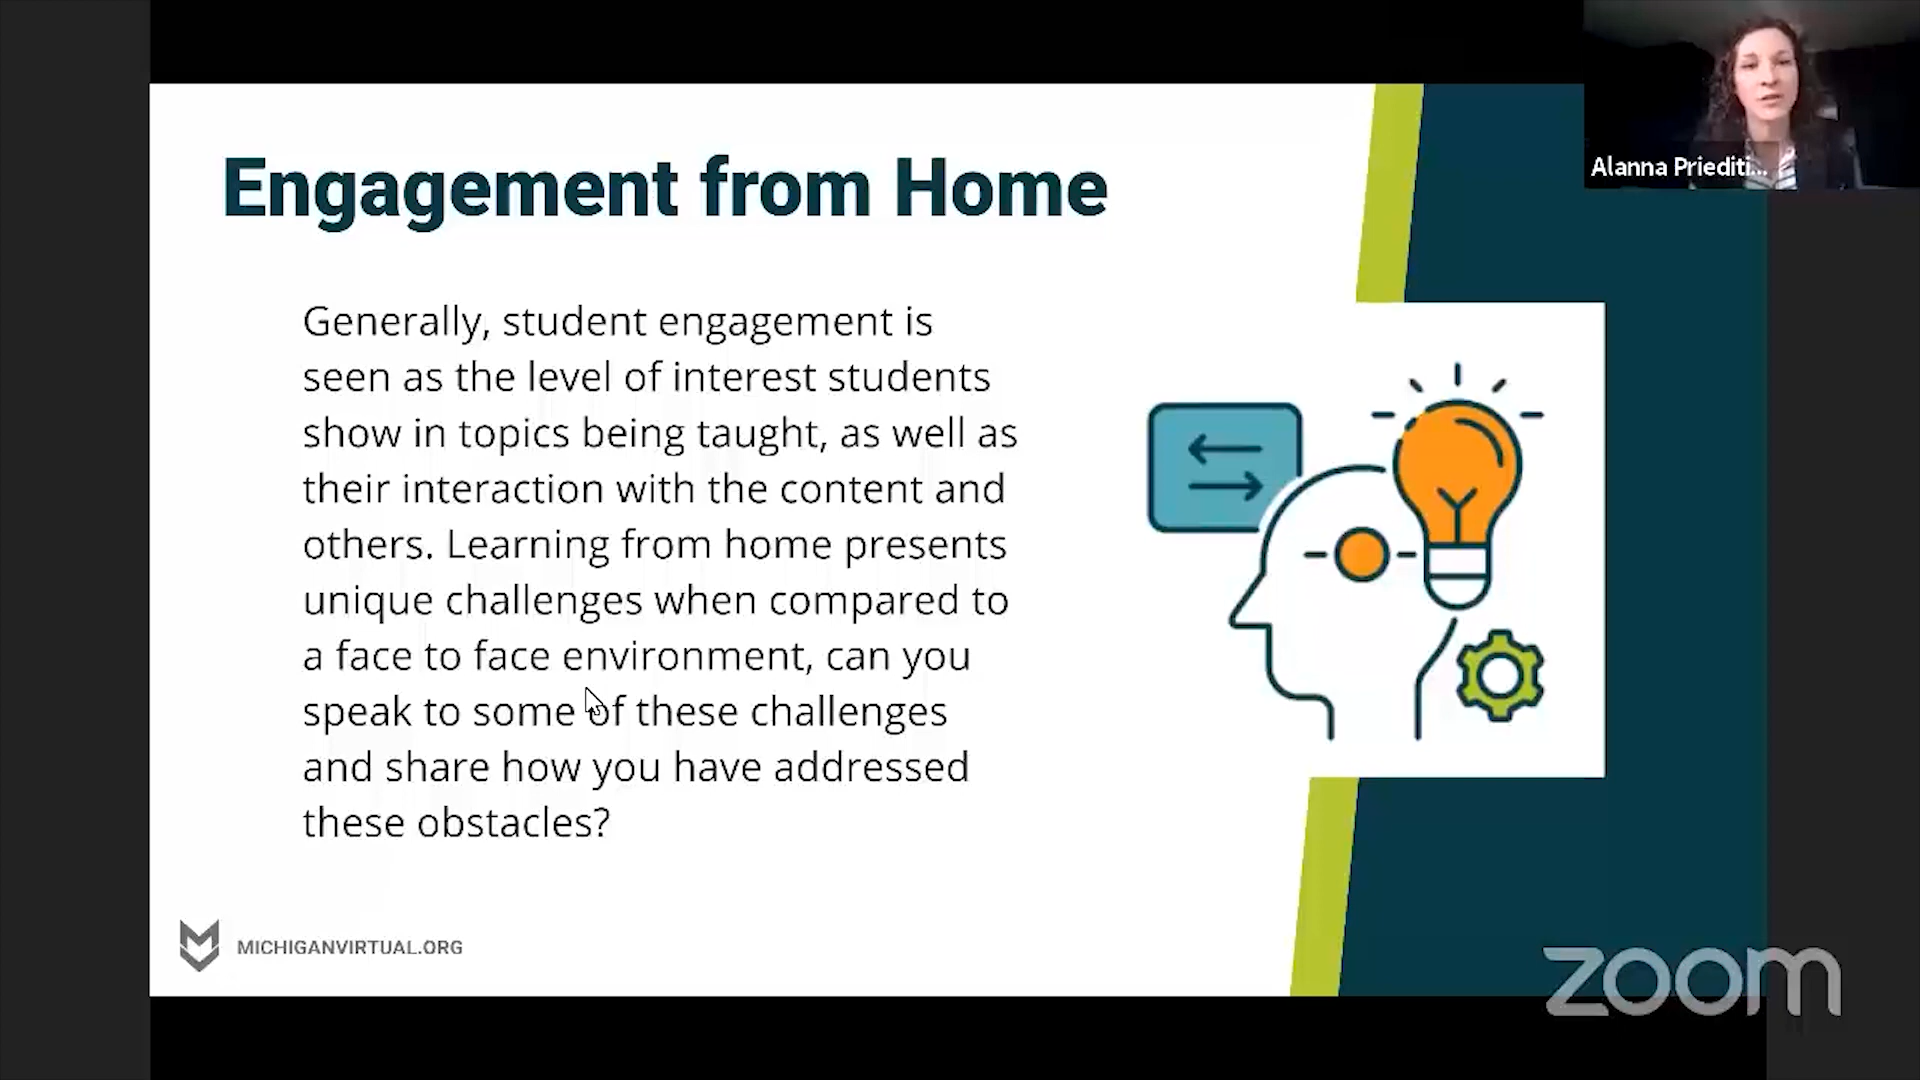 Alanna Priediti...
Engagement from Home
Generally, student engagement is
seen as the level of interest students
show in topics being taught, as well as
their interaction with the content and
others. Learning from home presents
unique challenges when compared to
a face to face environment, can you
speak to some of these challenges
and share how you have addressed
these obstacles?
MICHIGANVIRTUAL.ORG
zoom